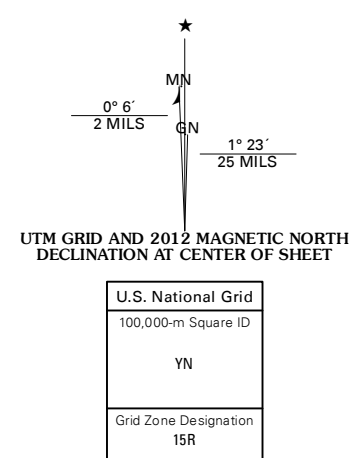 ★
MN
0° 6´
2 MILS
GN
1° 23´
25 MILS
UTM GRID AND 2012 MAGNETIC NORTH
DECLINATION AT CENTER OF SHEET
U.S. National Grid
100,000-m Square ID
YN
Grid Zone Designation
15R